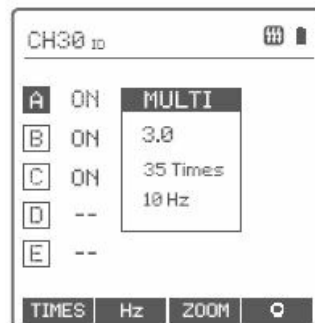 CH30 ID
A ON
B ON
C ON
D --
E --
MULTI
3.0
35 Times
10 Hz
TIMES Hz ZOOM